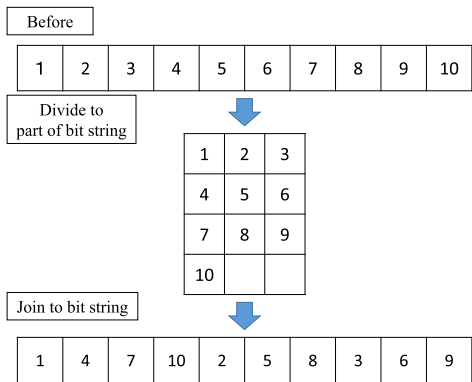 Before
1 2 3 4 5 6 7 8 9 10
Divide to
part of bit string
1 2 3
4 5 6
7 8 9
10
Join to bit string
1 4 7 10 2 5 8 3 6 9